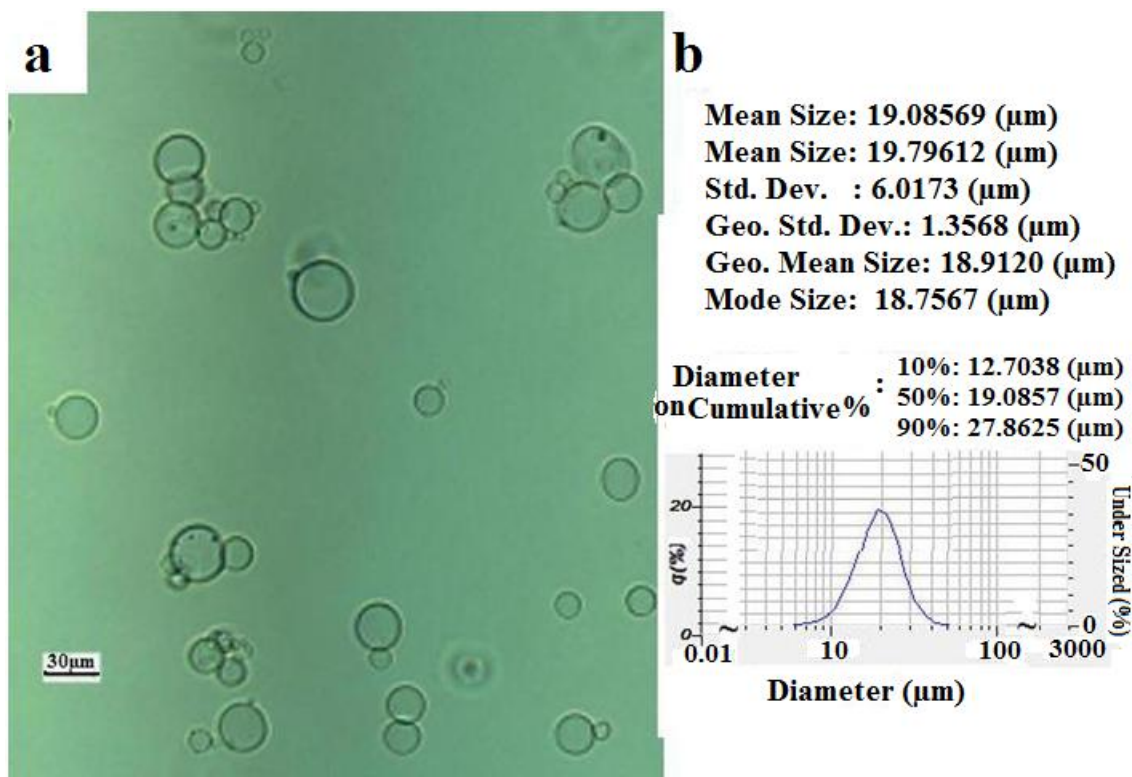 a
b
Mean Size: 19.08569 (μm)
Mean Size: 19.79612 (μm)
Std. Dev. : 6.0173 (μm)
Geo. Std. Dev.: 1.3568 (μm)
Geo. Mean Size: 18.9120 (μm)
Mode Size: 18.7567 (μm)
Diameter
on Cumulative% :
10%: 12.7038 (μm)
50%: 19.0857 (μm)
90%: 27.8625 (μm)
50
20
q(%)
Under Sized (%)
0
0
0.01
10
100
3000
Diameter (μm)
30μm